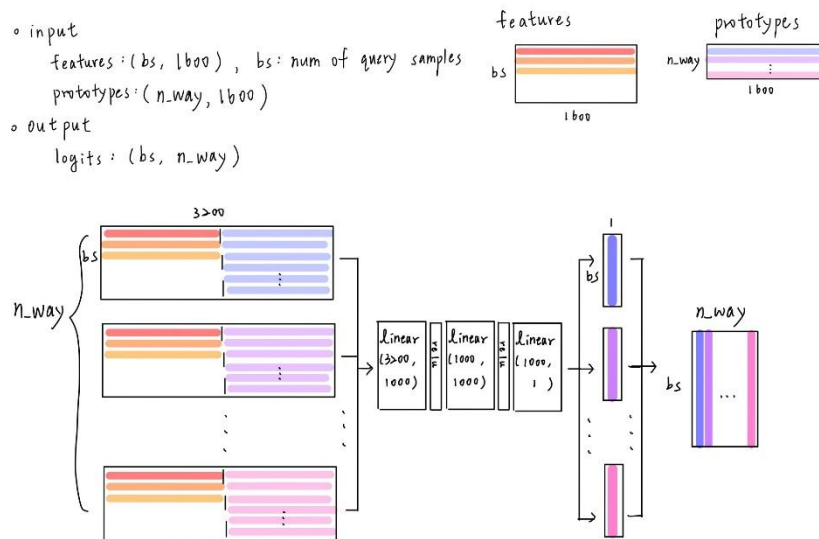 ∘ input
features : (bs, 1600) , bs : num of query samples
prototypes : (n_way, 1600)
∘ output
logits : (bs, n_way)
features
bs
1600
prototypes
n_way
⋮
1600
3200
n_way
bs
⋮
⋮
⋮
linear
(3200,
1000)
relu
linear
(1000,
1000)
relu
linear
(1000,
1)
1
bs
n_way
bs
...